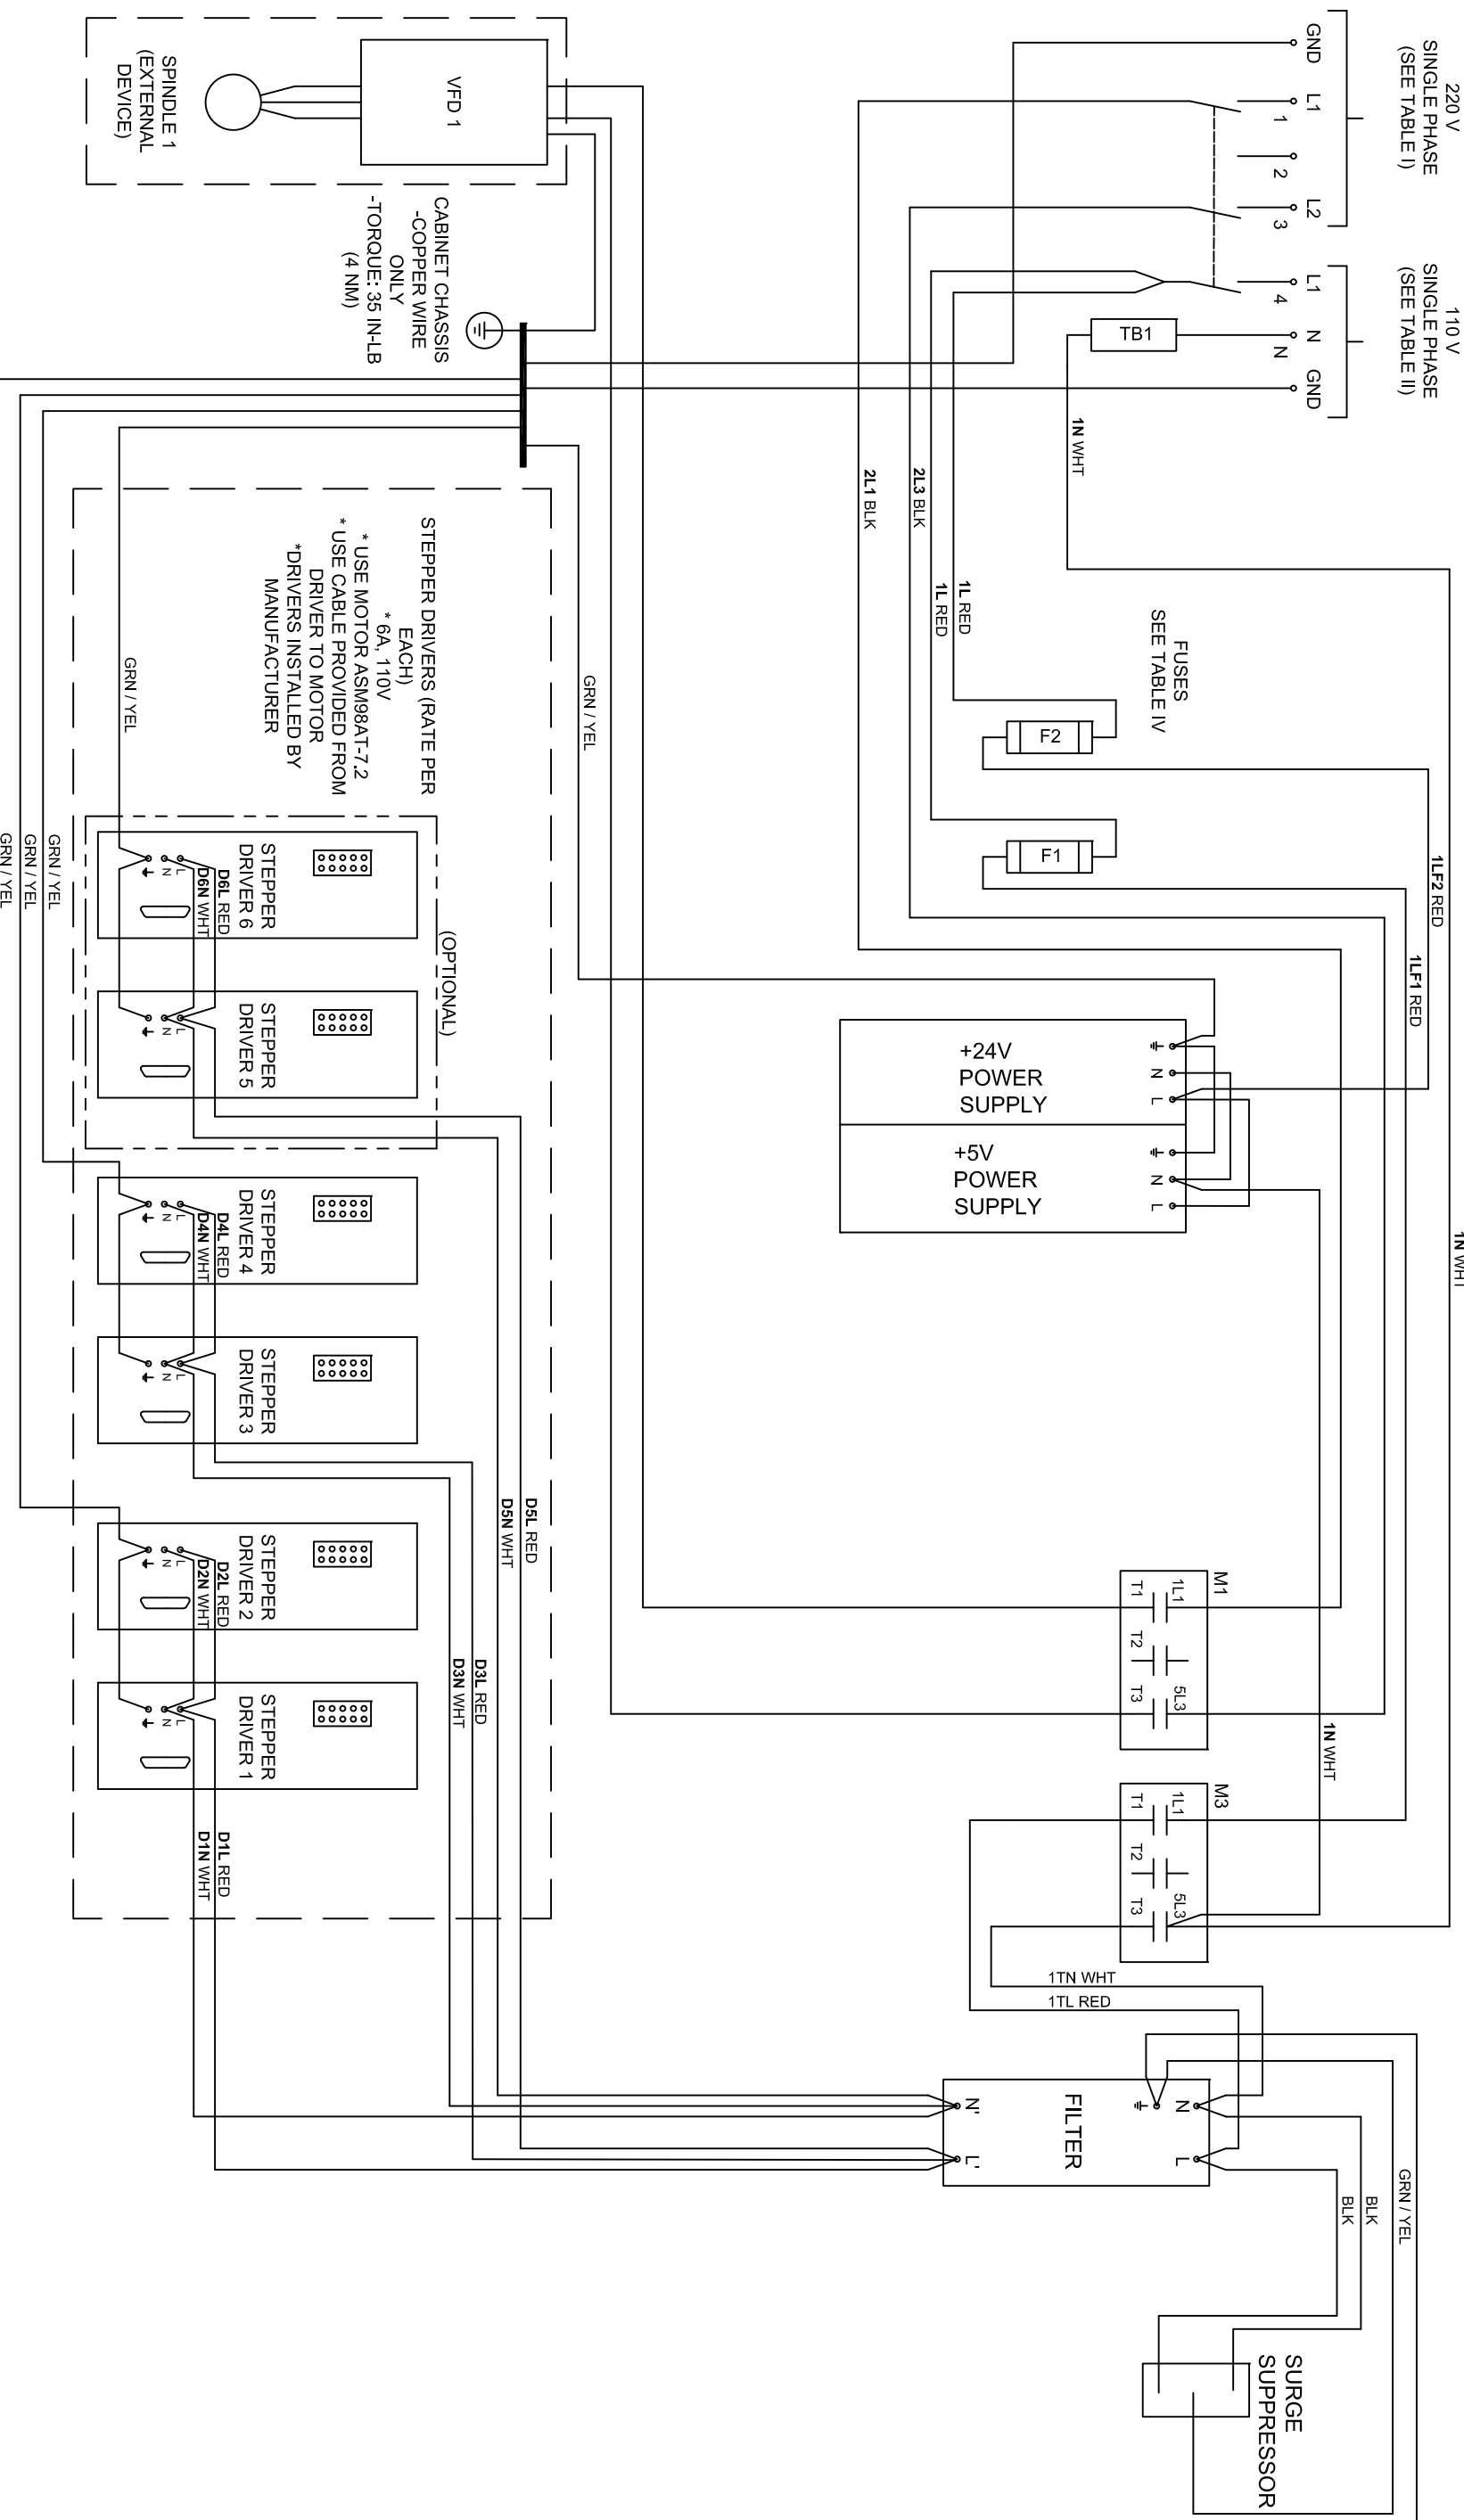 220 V
SINGLE PHASE
(SEE TABLE I)
110 V
SINGLE PHASE
(SEE TABLE II)
GND
L1
L2
L1
N
GND
1
2
3
4
N
TB1
1N WHT
2L1 BLK
2L3 BLK
1L RED
1L RED
FUSES
SEE TABLE IV
F2
F1
1LF2 RED
1LF1 RED
1N WHT
VFD 1
SPINDLE 1
(EXTERNAL
DEVICE)
CABINET CHASSIS
-COPPER WIRE
ONLY
-TORQUE: 35 IN-LB
(4 NM)
GRN / YEL
GRN / YEL
GRN / YEL
GRN / YEL
GRN / YEL
STEPPER DRIVERS (RATE PER
EACH)
* 6A, 110V
* USE MOTOR ASM98AT-7.2
* USE CABLE PROVIDED FROM
DRIVER TO MOTOR
*DRIVERS INSTALLED BY
MANUFACTURER
(OPTIONAL)
STEPPER
DRIVER 6
L
N
D6L RED
D6N WHT
STEPPER
DRIVER 5
L
N
STEPPER
DRIVER 4
L
N
D4L RED
D4N WHT
STEPPER
DRIVER 3
L
N
STEPPER
DRIVER 2
L
N
D2L RED
D2N WHT
STEPPER
DRIVER 1
L
N
D5L RED
D5N WHT
D3L RED
D3N WHT
D1L RED
D1N WHT
+24V
POWER
SUPPLY
N
L
+5V
POWER
SUPPLY
N
L
M1
1L1
5L3
T1
T2
T3
1N WHT
M3
1L1
5L3
T1
T2
T3
1TN WHT
1TL RED
FILTER
N
L
N'
L'
GRN / YEL
BLK
BLK
SURGE
SUPPRESSOR